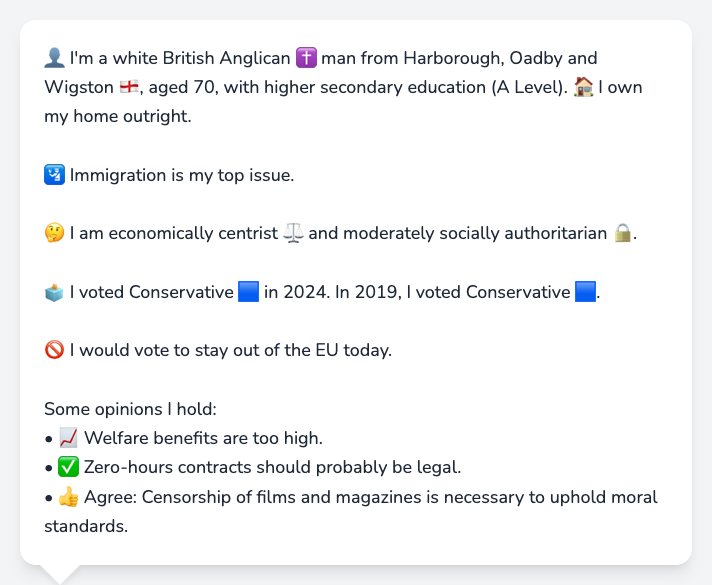 👤 I'm a white British Anglican ✝️ man from Harborough, Oadby and
Wigston 🏴󠁧󠁢󠁥󠁮󠁧󠁿, aged 70, with higher secondary education (A Level). 🏠 I own
my home outright.
🛂 Immigration is my top issue.
🤔 I am economically centrist ⚖️ and moderately socially authoritarian 🔒.
🗳️ I voted Conservative 🟦 in 2024. In 2019, I voted Conservative 🟦.
🚫 I would vote to stay out of the EU today.
Some opinions I hold:
• 📈 Welfare benefits are too high.
• ✅ Zero-hours contracts should probably be legal.
• 👍 Agree: Censorship of films and magazines is necessary to uphold moral
standards.